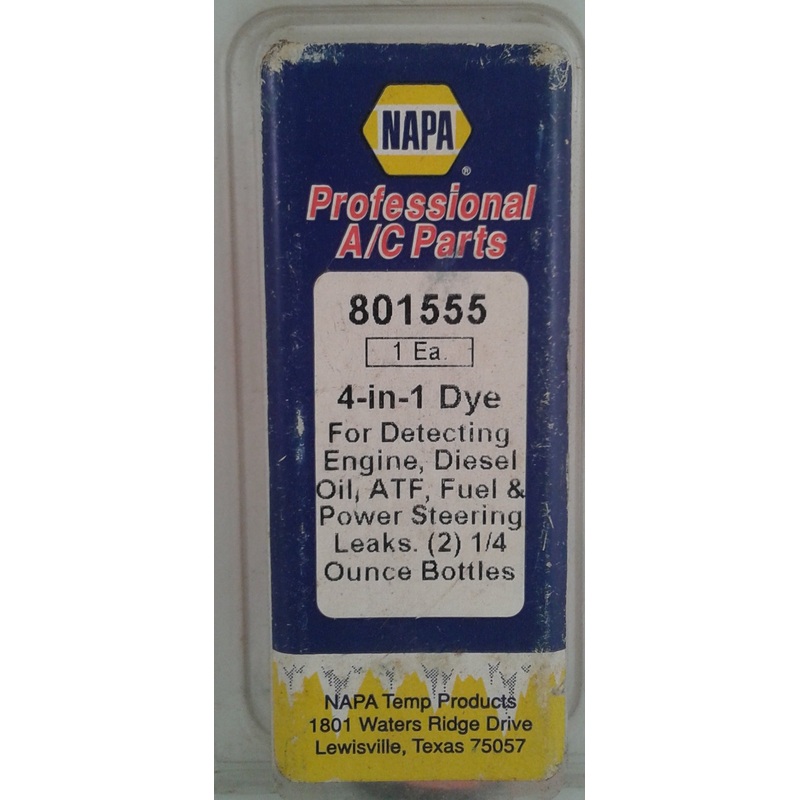 NAPA
®
Professional
A/C Parts
801555
1 Ea.
4-in-1 Dye
For Detecting
Engine, Diesel
Oil, ATF, Fuel &
Power Steering
Leaks. (2) 1/4
Ounce Bottles
NAPA Temp Products
1801 Waters Ridge Drive
Lewisville, Texas 75057